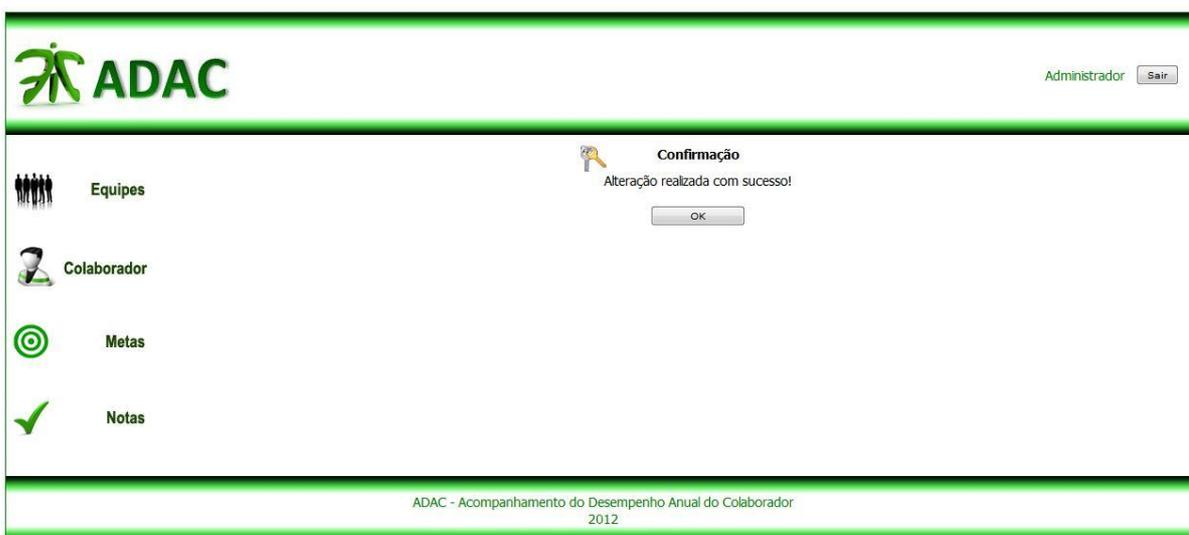 ADAC
Administrador
Sair
Confirmação
Alteração realizada com sucesso!
OK
Equipes
Colaborador
Metas
Notas
ADAC - Acompanhamento do Desempenho Anual do Colaborador
2012